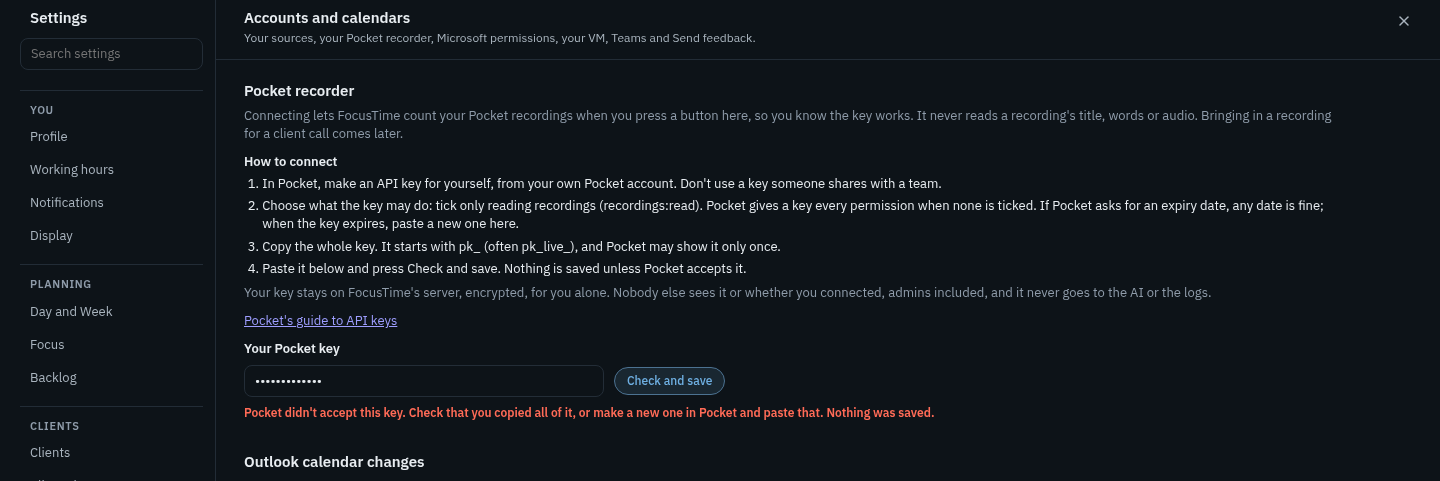 Settings
Search settings
YOU
Profile
Working hours
Notifications
Display
PLANNING
Day and Week
Focus
Backlog
CLIENTS
Clients
Accounts and calendars
Your sources, your Pocket recorder, Microsoft permissions, your VM, Teams and Send feedback.
Pocket recorder
Connecting lets FocusTime count your Pocket recordings when you press a button here, so you know the key works. It never reads a recording's title, words or audio. Bringing in a recording
for a client call comes later.
How to connect
1. In Pocket, make an API key for yourself, from your own Pocket account. Don't use a key someone shares with a team.
2. Choose what the key may do: tick only reading recordings (recordings:read). Pocket gives a key every permission when none is ticked. If Pocket asks for an expiry date, any date is fine;
when the key expires, paste a new one here.
3. Copy the whole key. It starts with pk_ (often pk_live_), and Pocket may show it only once.
4. Paste it below and press Check and save. Nothing is saved unless Pocket accepts it.
Your key stays on FocusTime's server, encrypted, for you alone. Nobody else sees it or whether you connected, admins included, and it never goes to the AI or the logs.
Pocket's guide to API keys
Your Pocket key
•••••••••••••
Check and save
Pocket didn't accept this key. Check that you copied all of it, or make a new one in Pocket and paste that. Nothing was saved.
Outlook calendar changes